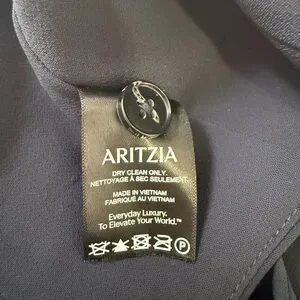 ARITZIA
DRY CLEAN ONLY.
NETTOYAGE À SEC SEULEMENT.
MADE IN VIETNAM
FABRIQUÉ AU VIETNAM
Everyday Luxury.
To Elevate Your World.™
P